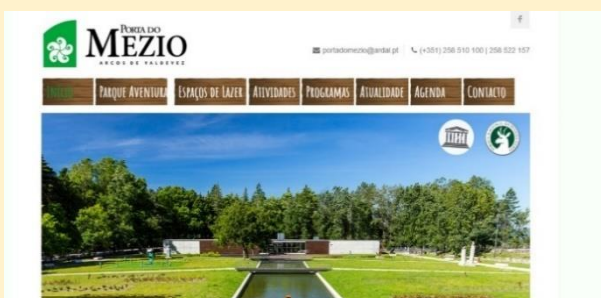 PORTA DO
MEZIO
ARCOS DE VALDEVEZ
portadomezio@ardal.pt (+351) 258 510 100 | 258 522 157
INÍCIO PARQUE AVENTURA ESPAÇOS DE LAZER ATIVIDADES PROGRAMAS ATUALIDADE AGENDA CONTACTO